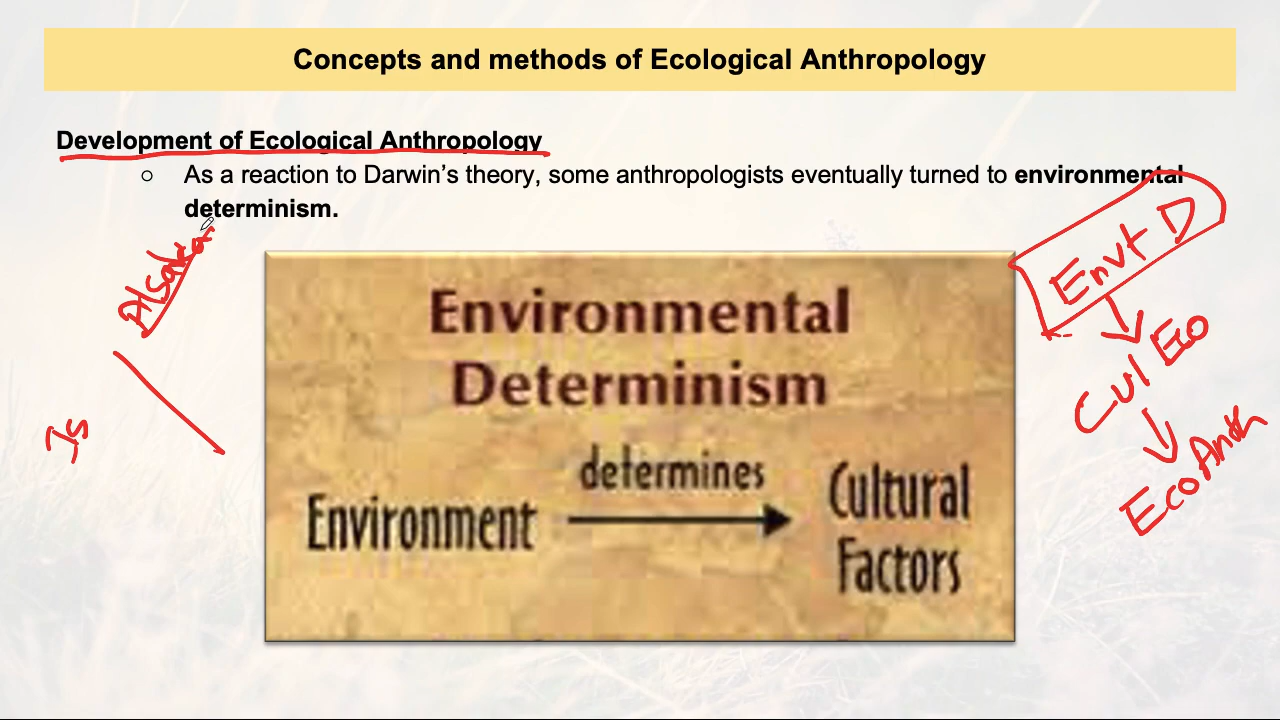 Concepts and methods of Ecological Anthropology
Development of Ecological Anthropology
○ As a reaction to Darwin's theory, some anthropologists eventually turned to environmental
determinism.
Environmental
Determinism
determines
Environment
Cultural
Factors
Envt D
Cul Eco
Eco Anth